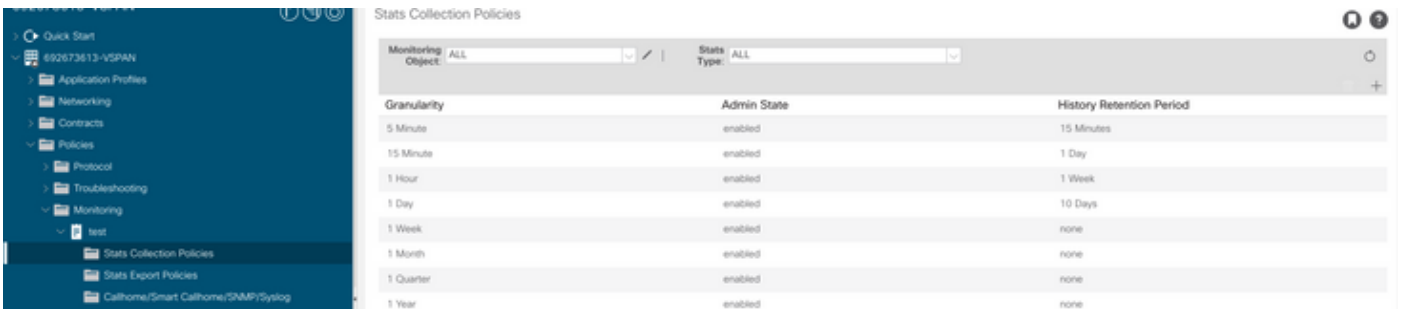 Quick Start
692673613-VSPAN
Application Profiles
Networking
Contracts
Policies
Protocol
Troubleshooting
Monitoring
test
Stats Collection Policies
Stats Export Policies
Callhome/Smart Callhome/SNMP/Syslog
Stats Collection Policies
Monitoring Object: ALL
Stats Type: ALL
Granularity Admin State History Retention Period
5 Minute enabled 15 Minutes
15 Minute enabled 1 Day
1 Hour enabled 1 Week
1 Day enabled 10 Days
1 Week enabled none
1 Month enabled none
1 Quarter enabled none
1 Year enabled none